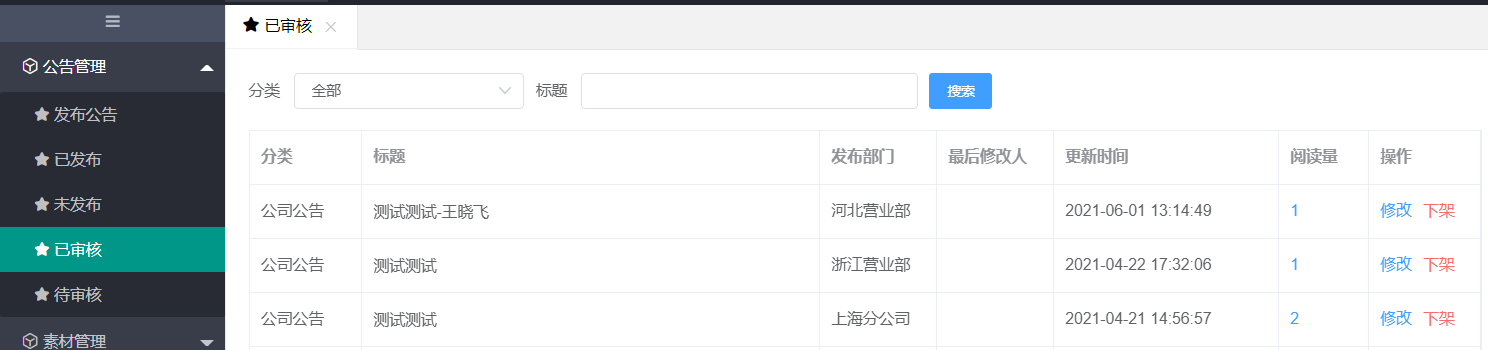 公告管理
发布公告
已发布
未发布
已审核
待审核
素材管理
已审核
分类 全部 标题 搜索
分类 标题 发布部门 最后修改人 更新时间 阅读量 操作
公司公告 测试测试-王晓飞 河北营业部 2021-06-01 13:14:49 1 修改 下架
公司公告 测试测试 浙江营业部 2021-04-22 17:32:06 1 修改 下架
公司公告 测试测试 上海分公司 2021-04-21 14:56:57 2 修改 下架